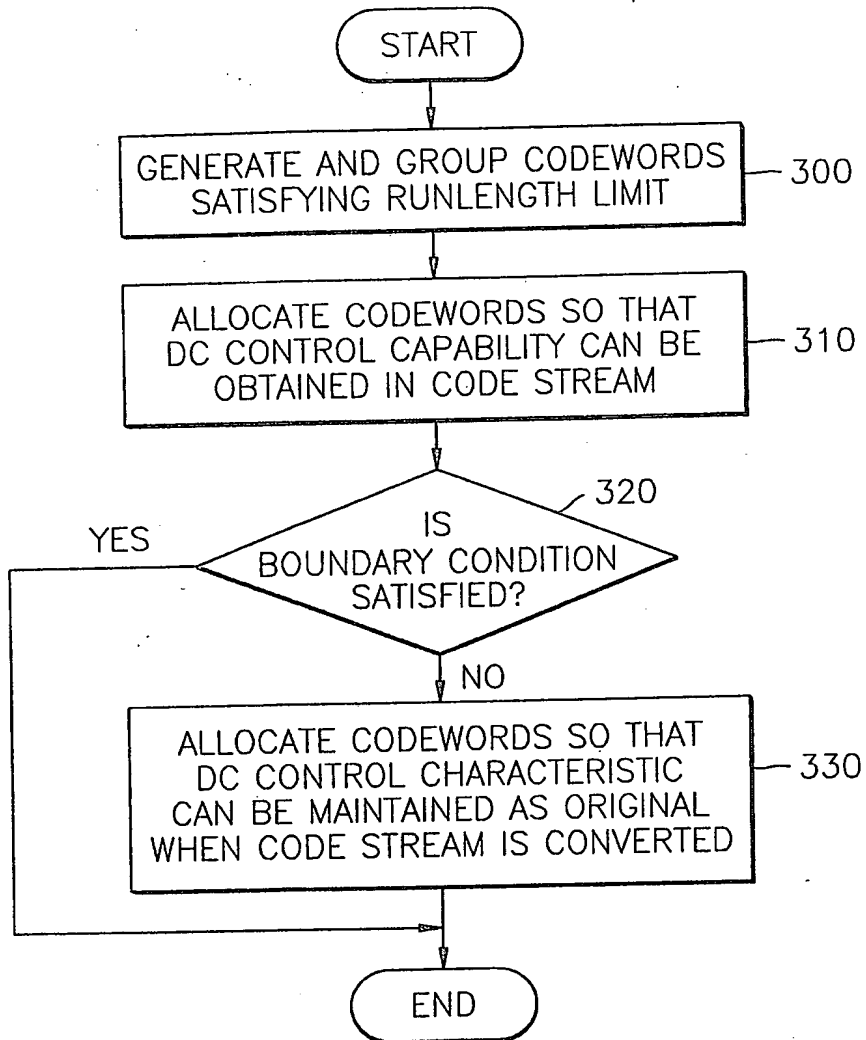 START
GENERATE AND GROUP CODEWORDS
SATISFYING RUNLENGTH LIMIT
300
ALLOCATE CODEWORDS SO THAT
DC CONTROL CAPABILITY CAN BE
OBTAINED IN CODE STREAM
310
320
YES
IS
BOUNDARY CONDITION
SATISFIED?
NO
ALLOCATE CODEWORDS SO THAT
DC CONTROL CHARACTERISTIC
CAN BE MAINTAINED AS ORIGINAL
WHEN CODE STREAM IS CONVERTED
330
END